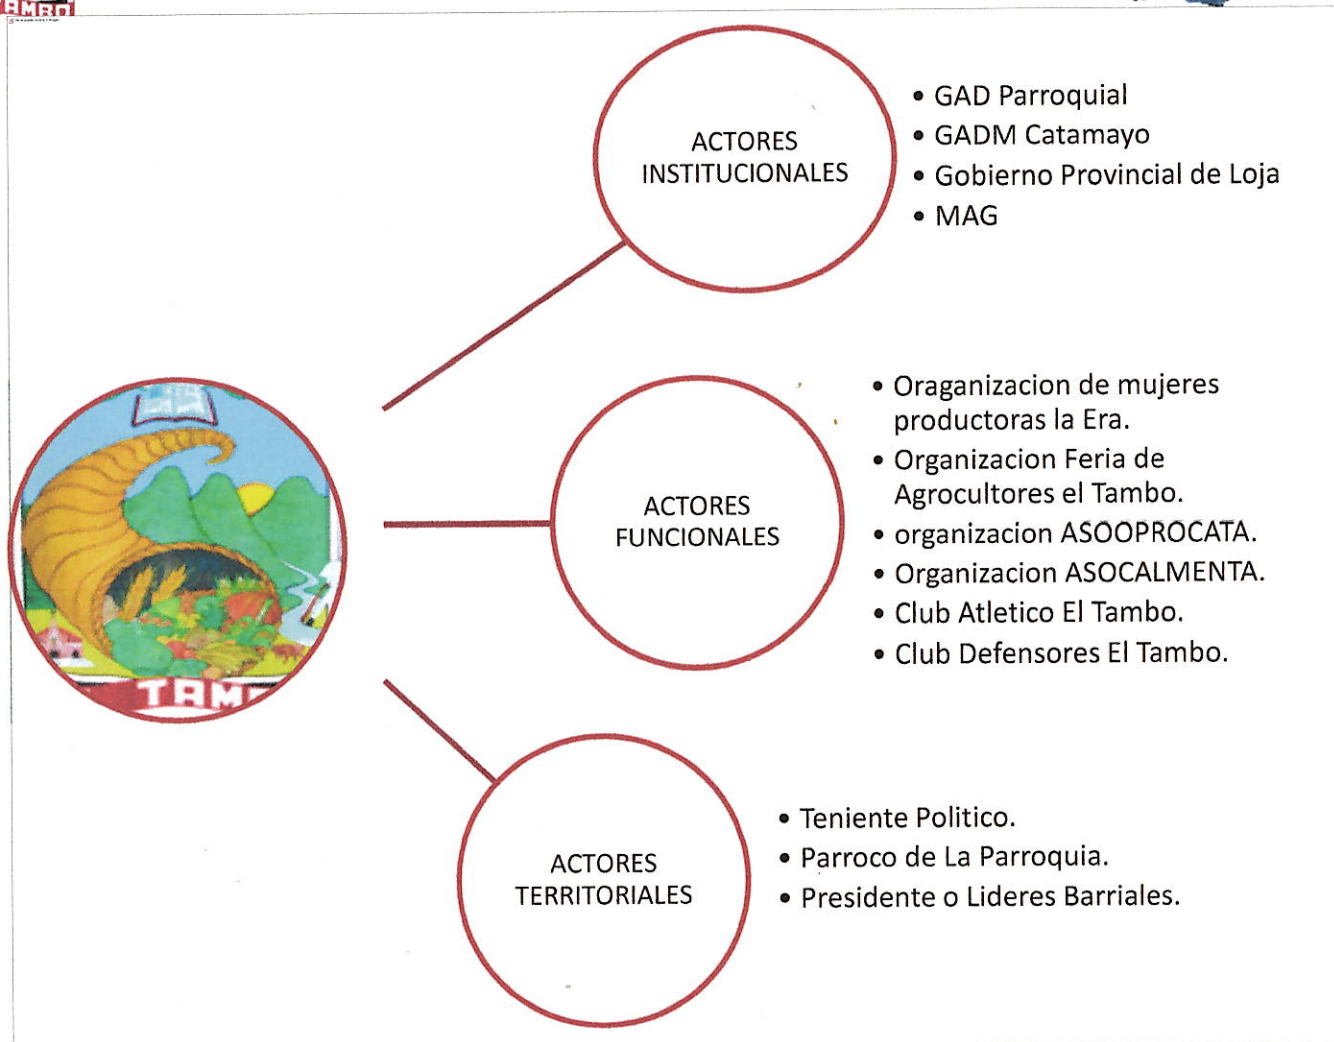 AMBO
ACTORES
INSTITUCIONALES
• GAD Parroquial
• GADM Catamayo
• Gobierno Provincial de Loja
• MAG
ACTORES
FUNCIONALES
• Oraganizacion de mujeres
productoras la Era.
• Organizacion Feria de
Agrocultores el Tambo.
• organizacion ASOOPROCATA.
• Organizacion ASOCALMENTA.
• Club Atletico El Tambo.
• Club Defensores El Tambo.
TAM
ACTORES
TERRITORIALES
• Teniente Politico.
• Parroco de La Parroquia.
• Presidente o Lideres Barriales.